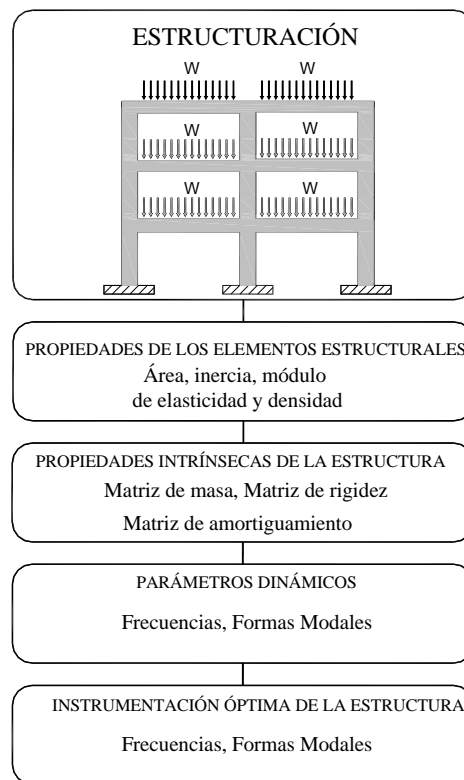 ESTRUCTURACIÓN
W W
W W
W W
PROPIEDADES DE LOS ELEMENTOS ESTRUCTURALES
Área, inercia, módulo
de elasticidad y densidad
PROPIEDADES INTRÍNSECAS DE LA ESTRUCTURA
Matriz de masa, Matriz de rigidez
Matriz de amortiguamiento
PARÁMETROS DINÁMICOS
Frecuencias, Formas Modales
INSTRUMENTACIÓN ÓPTIMA DE LA ESTRUCTURA
Frecuencias, Formas Modales